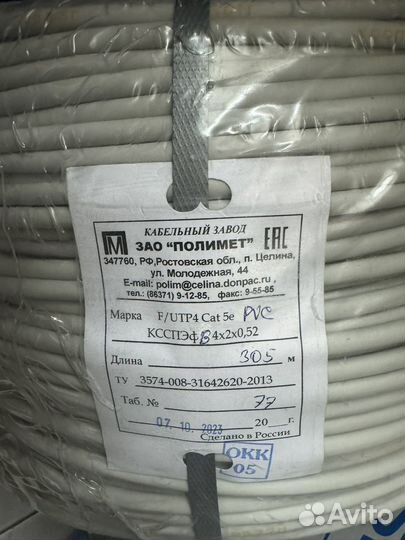 КАБЕЛЬНЫЙ ЗАВОД
ЗАО "ПОЛИМЕТ"
347760, РФ,Ростовская обл., п. Целина,
ул. Молодежная, 44
E-mail: polim@celina.donpac.ru ,
тел.: (86371) 9-12-85, факс: 9-55-85
Марка F/UTP4 Cat 5e PVC
КССПЭфВ 4х2х0,52
Длина 305 м
ТУ 3574-008-31642620-2013
Таб. № 77
07. 10. 2023 20 г.
Сделано в России
ОКК
05
Avito